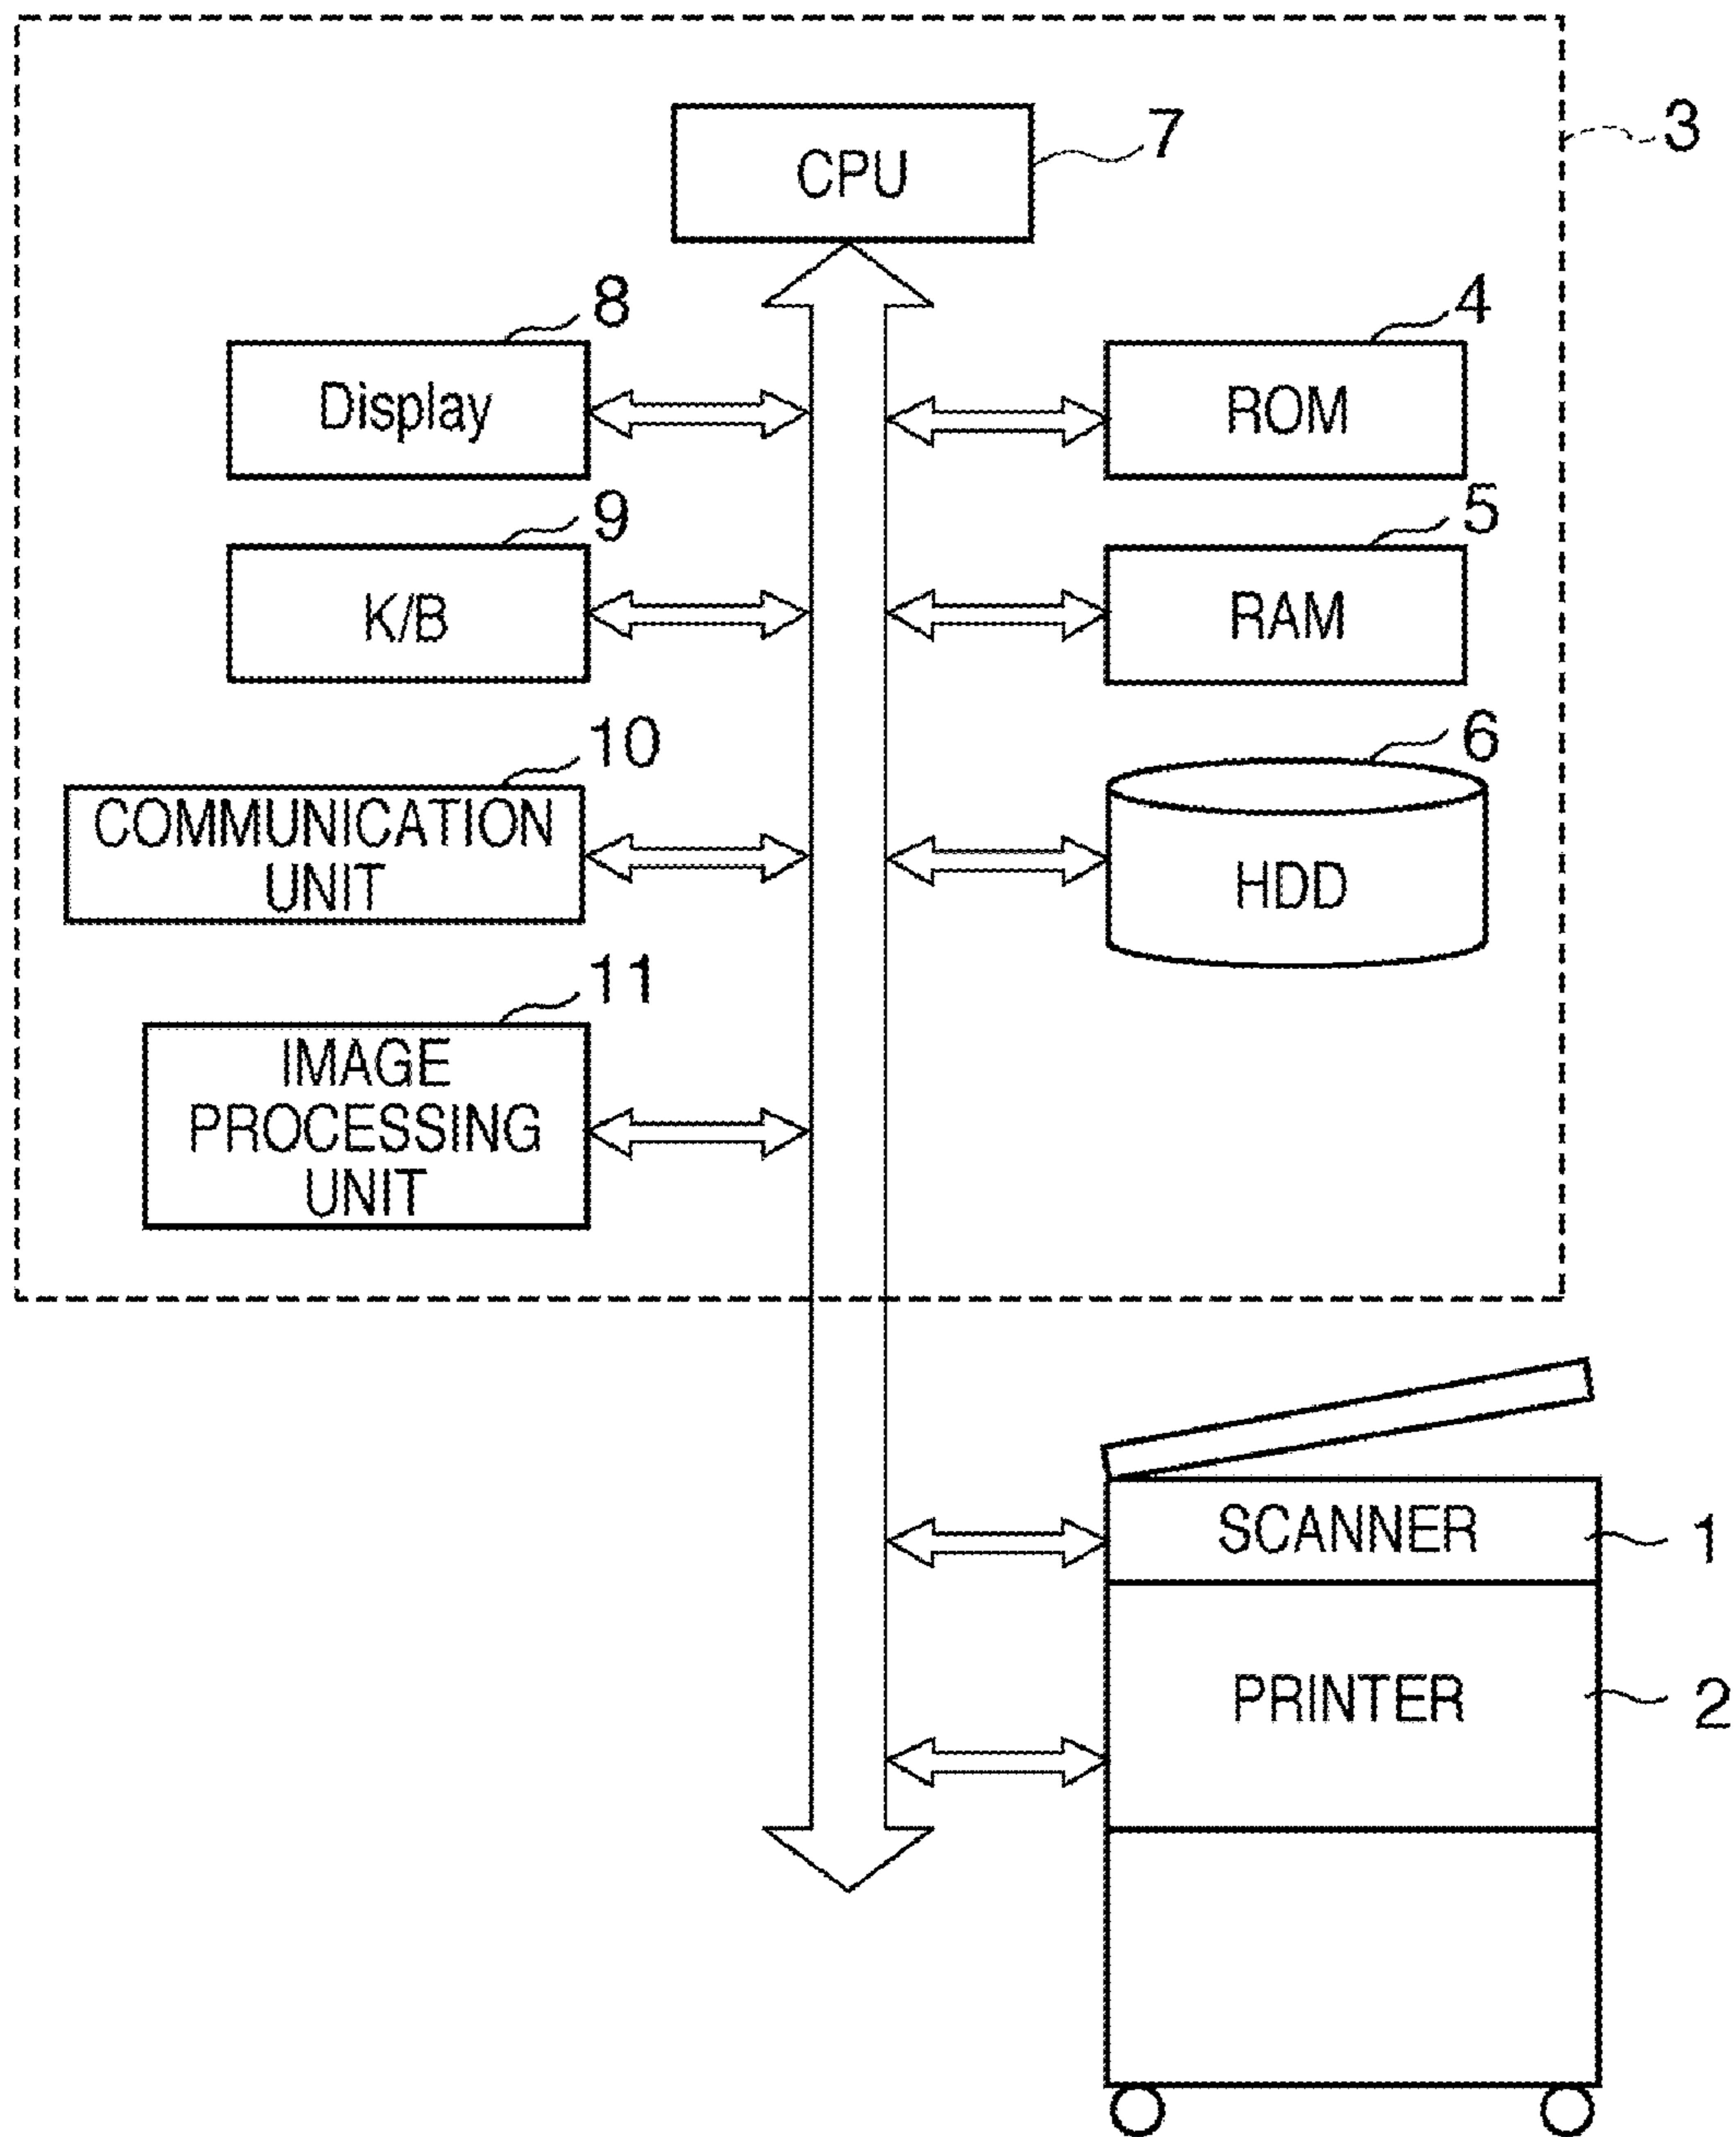 3
7
CPU
8
Display
4
ROM
9
K/B
5
RAM
10
COMMUNICATION
UNIT
6
HDD
11
IMAGE
PROCESSING
UNIT
SCANNER
1
PRINTER
2